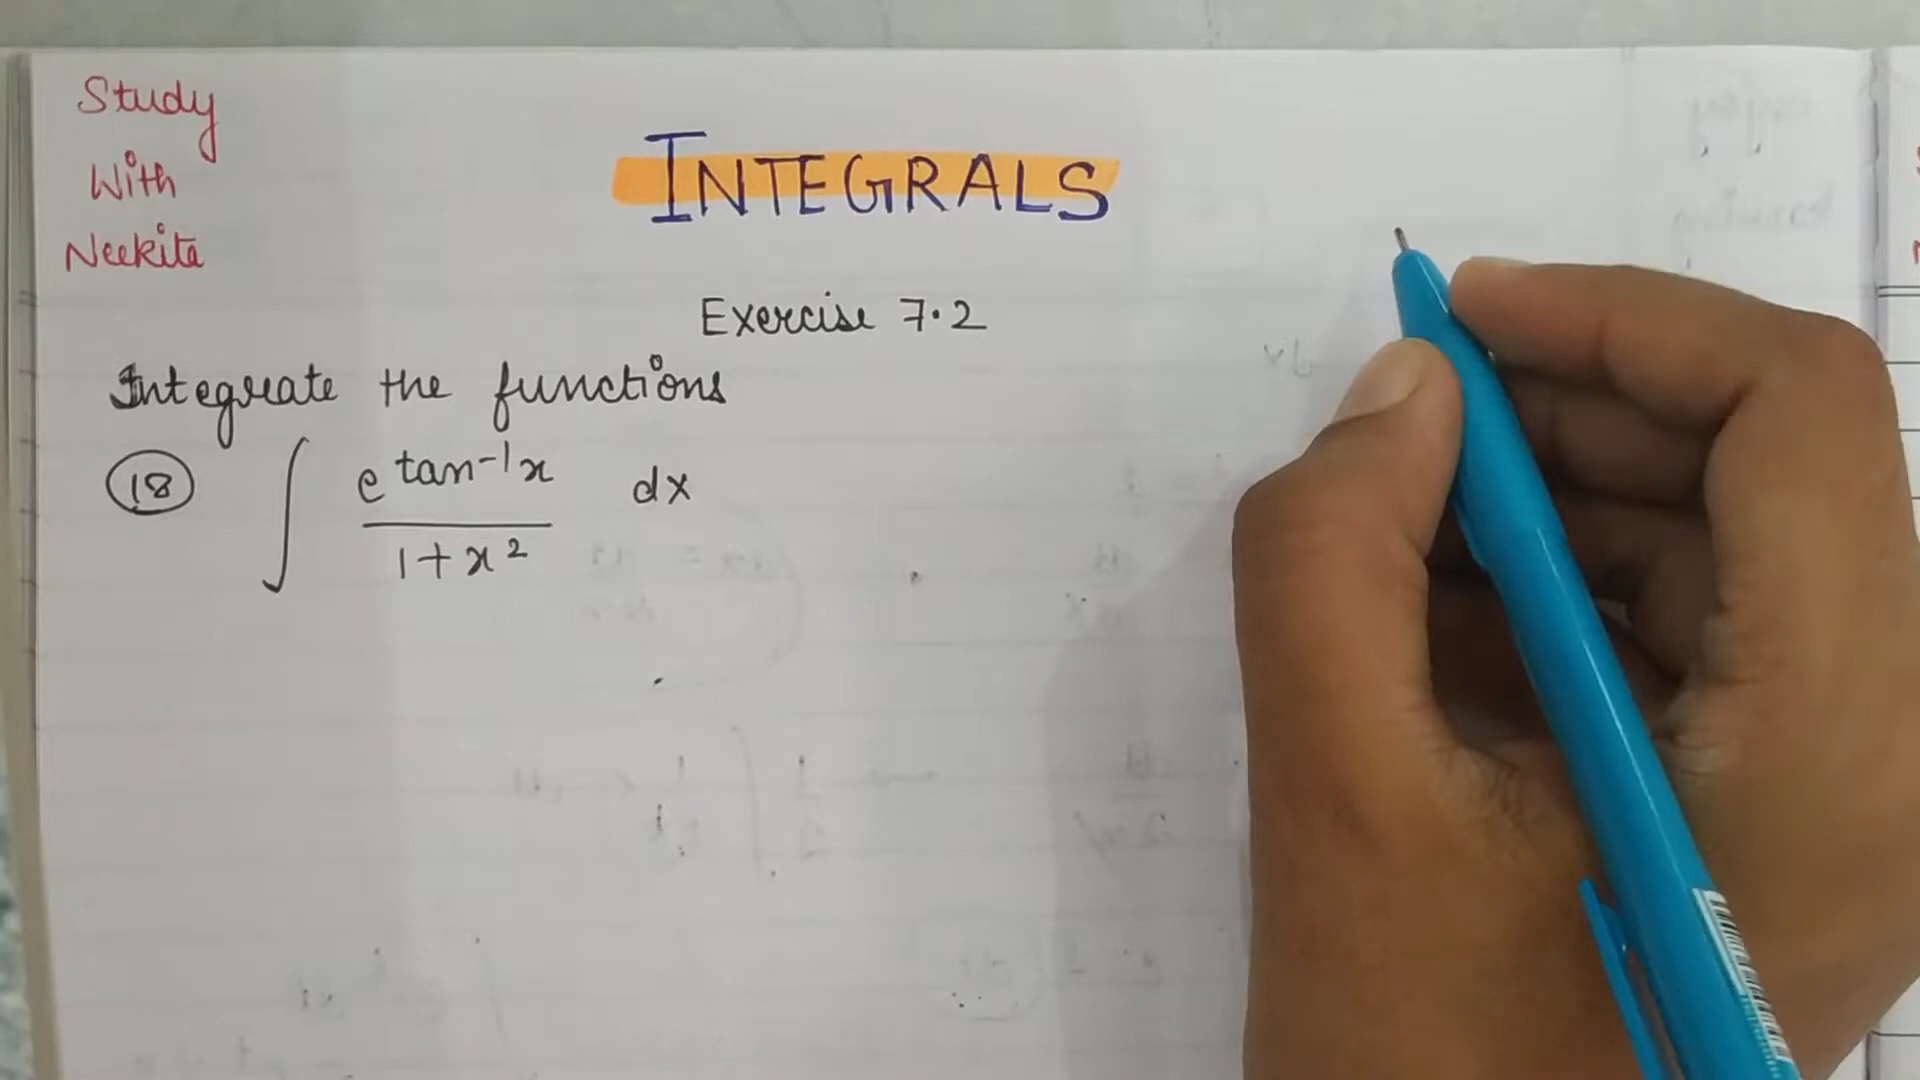 Study
With
Neekita
INTEGRALS
Exercise 7.2
Integrate the functions
18 ∫ e^(tan⁻¹x) / (1+x²) dx